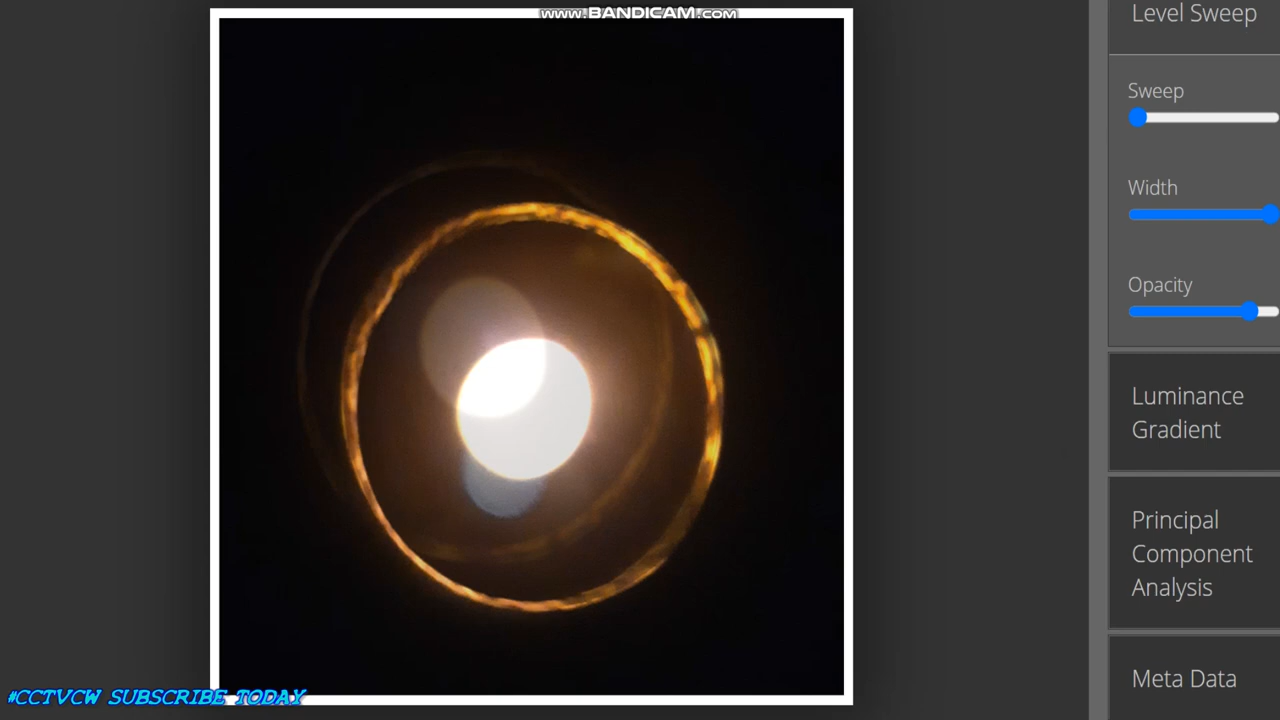 www.BANDICAM.com
Level Sweep
Sweep
Width
Opacity
Luminance
Gradient
Principal
Component
Analysis
Meta Data
#CCTVCW SUBSCRIBE TODAY